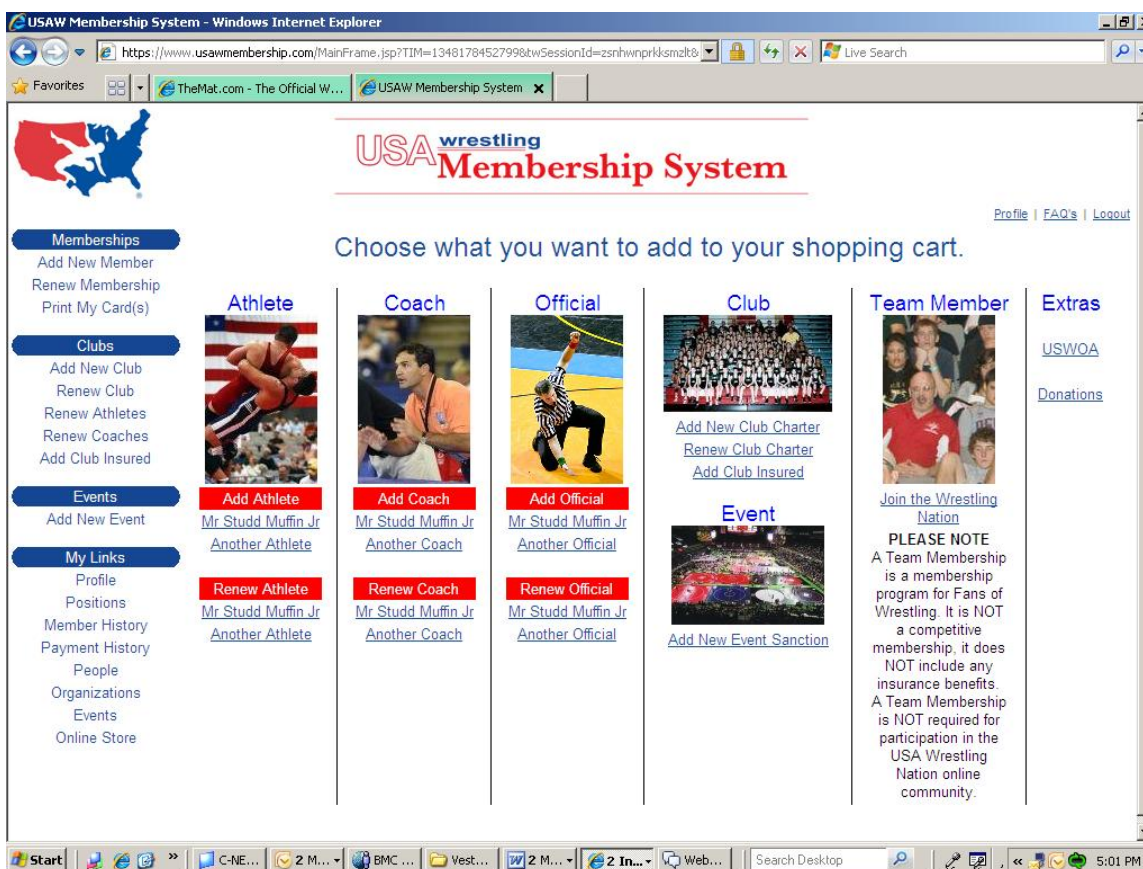 USAW Membership System - Windows Internet Explorer
https://www.usawmembership.com/MainFrame.jsp?TIM=1348178452799&twSessionId=zsnhwnprkksmzlt&
Live Search
Favorites
TheMat.com - The Official W...
USAW Membership System
USA wrestling
Membership System
Profile | FAQ's | Logout
Choose what you want to add to your shopping cart.
Memberships
Add New Member
Renew Membership
Print My Card(s)
Clubs
Add New Club
Renew Club
Renew Athletes
Renew Coaches
Add Club Insured
Events
Add New Event
My Links
Profile
Positions
Member History
Payment History
People
Organizations
Events
Online Store
Athlete
Add Athlete
Mr Studd Muffin Jr
Another Athlete
Renew Athlete
Mr Studd Muffin Jr
Another Athlete
Coach
Add Coach
Mr Studd Muffin Jr
Another Coach
Renew Coach
Mr Studd Muffin Jr
Another Coach
Official
Add Official
Mr Studd Muffin Jr
Another Official
Renew Official
Mr Studd Muffin Jr
Another Official
Club
Add New Club Charter
Renew Club Charter
Add Club Insured
Event
Add New Event Sanction
Team Member
Join the Wrestling
Nation
PLEASE NOTE
A Team Membership
is a membership
program for Fans of
Wrestling. It is NOT
a competitive
membership, it does
NOT include any
insurance benefits.
A Team Membership
is NOT required for
participation in the
USA Wrestling
Nation online
community.
Extras
USWOA
Donations
Start
C-NE...
2 M...
BMC ...
Vest...
2 M...
2 In...
Web...
Search Desktop
5:01 PM